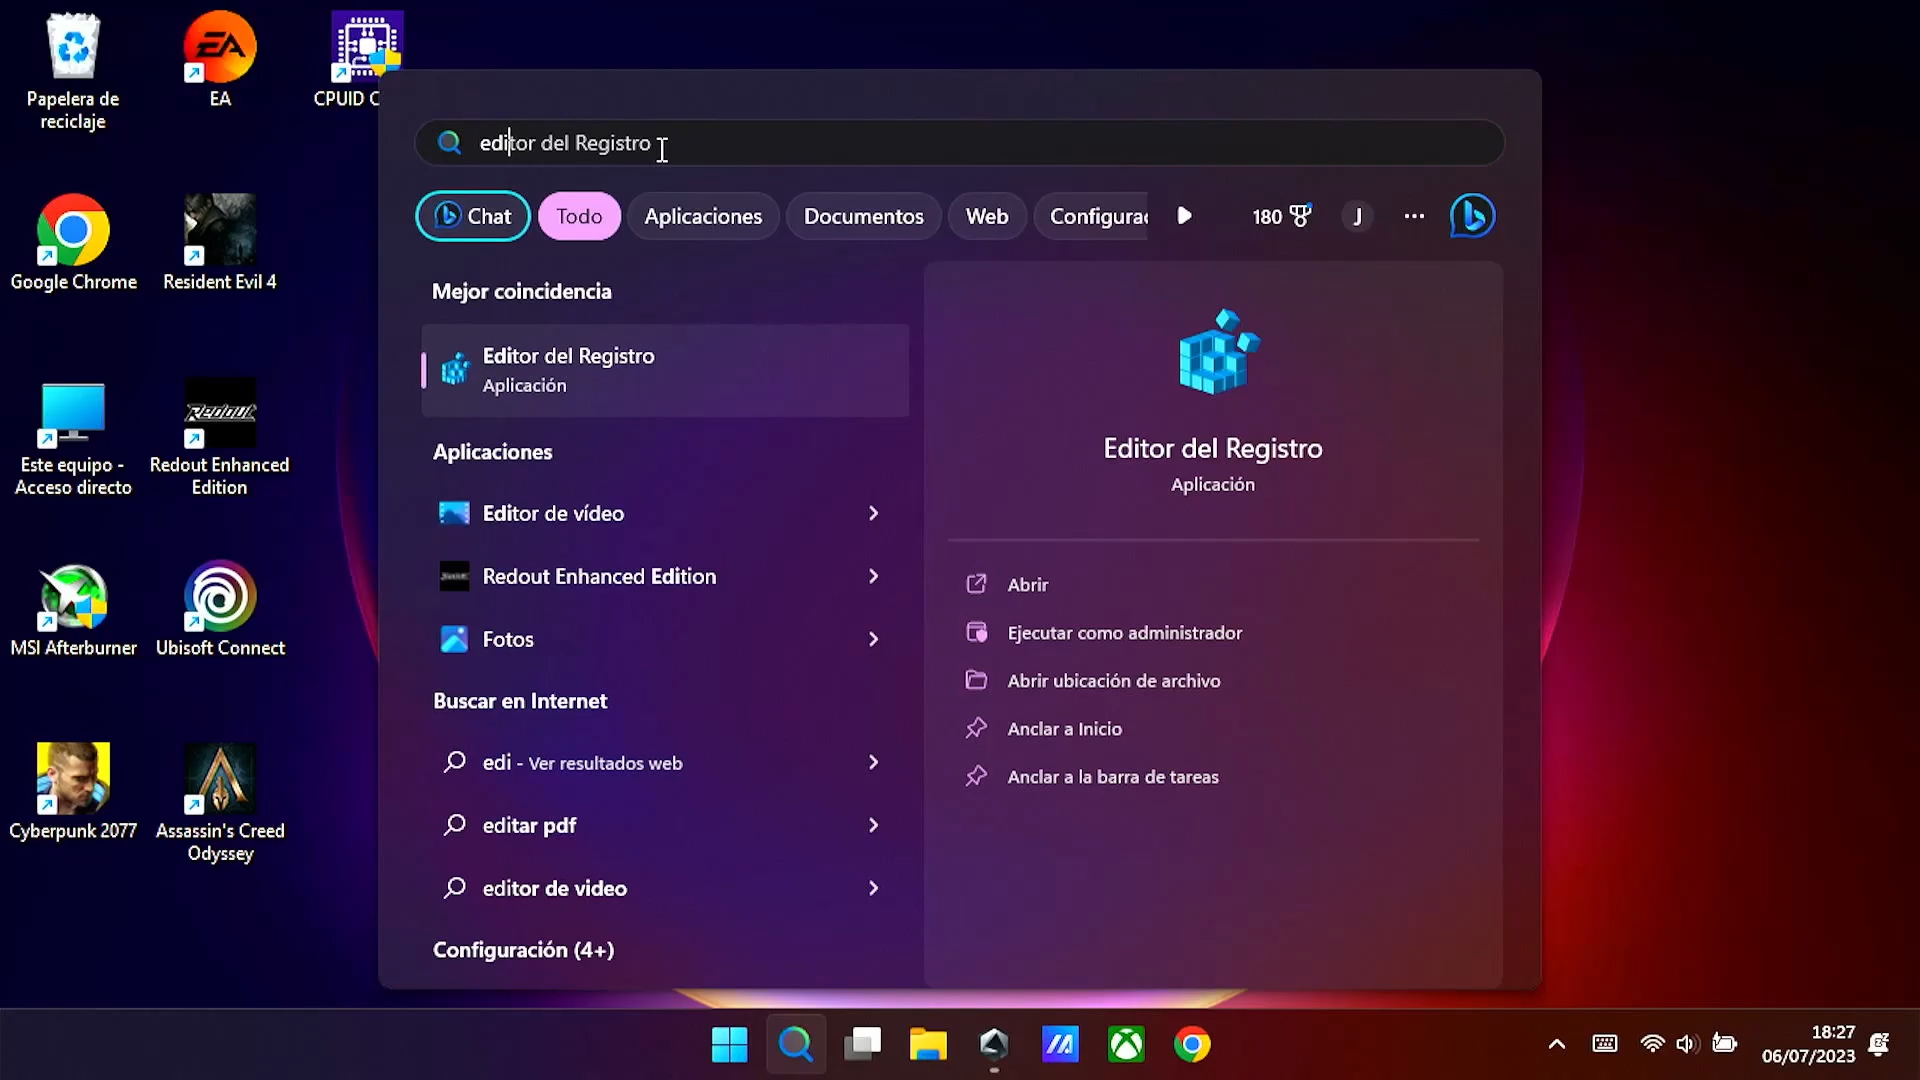 Papelera de
reciclaje
EA
EA
CPUID C
Google Chrome
Resident Evil 4
Este equipo -
Acceso directo
Redout
Redout Enhanced
Edition
MSI Afterburner
Ubisoft Connect
Cyberpunk 2077
Assassin's Creed
Odyssey
editor del Registro
Chat
Todo
Aplicaciones
Documentos
Web
Configurac
180
J
Mejor coincidencia
Editor del Registro
Aplicación
Aplicaciones
Editor de vídeo
Redout Enhanced Edition
Fotos
Buscar en Internet
edi - Ver resultados web
editar pdf
editor de video
Configuración (4+)
Editor del Registro
Aplicación
Abrir
Ejecutar como administrador
Abrir ubicación de archivo
Anclar a Inicio
Anclar a la barra de tareas
18:27
06/07/2023